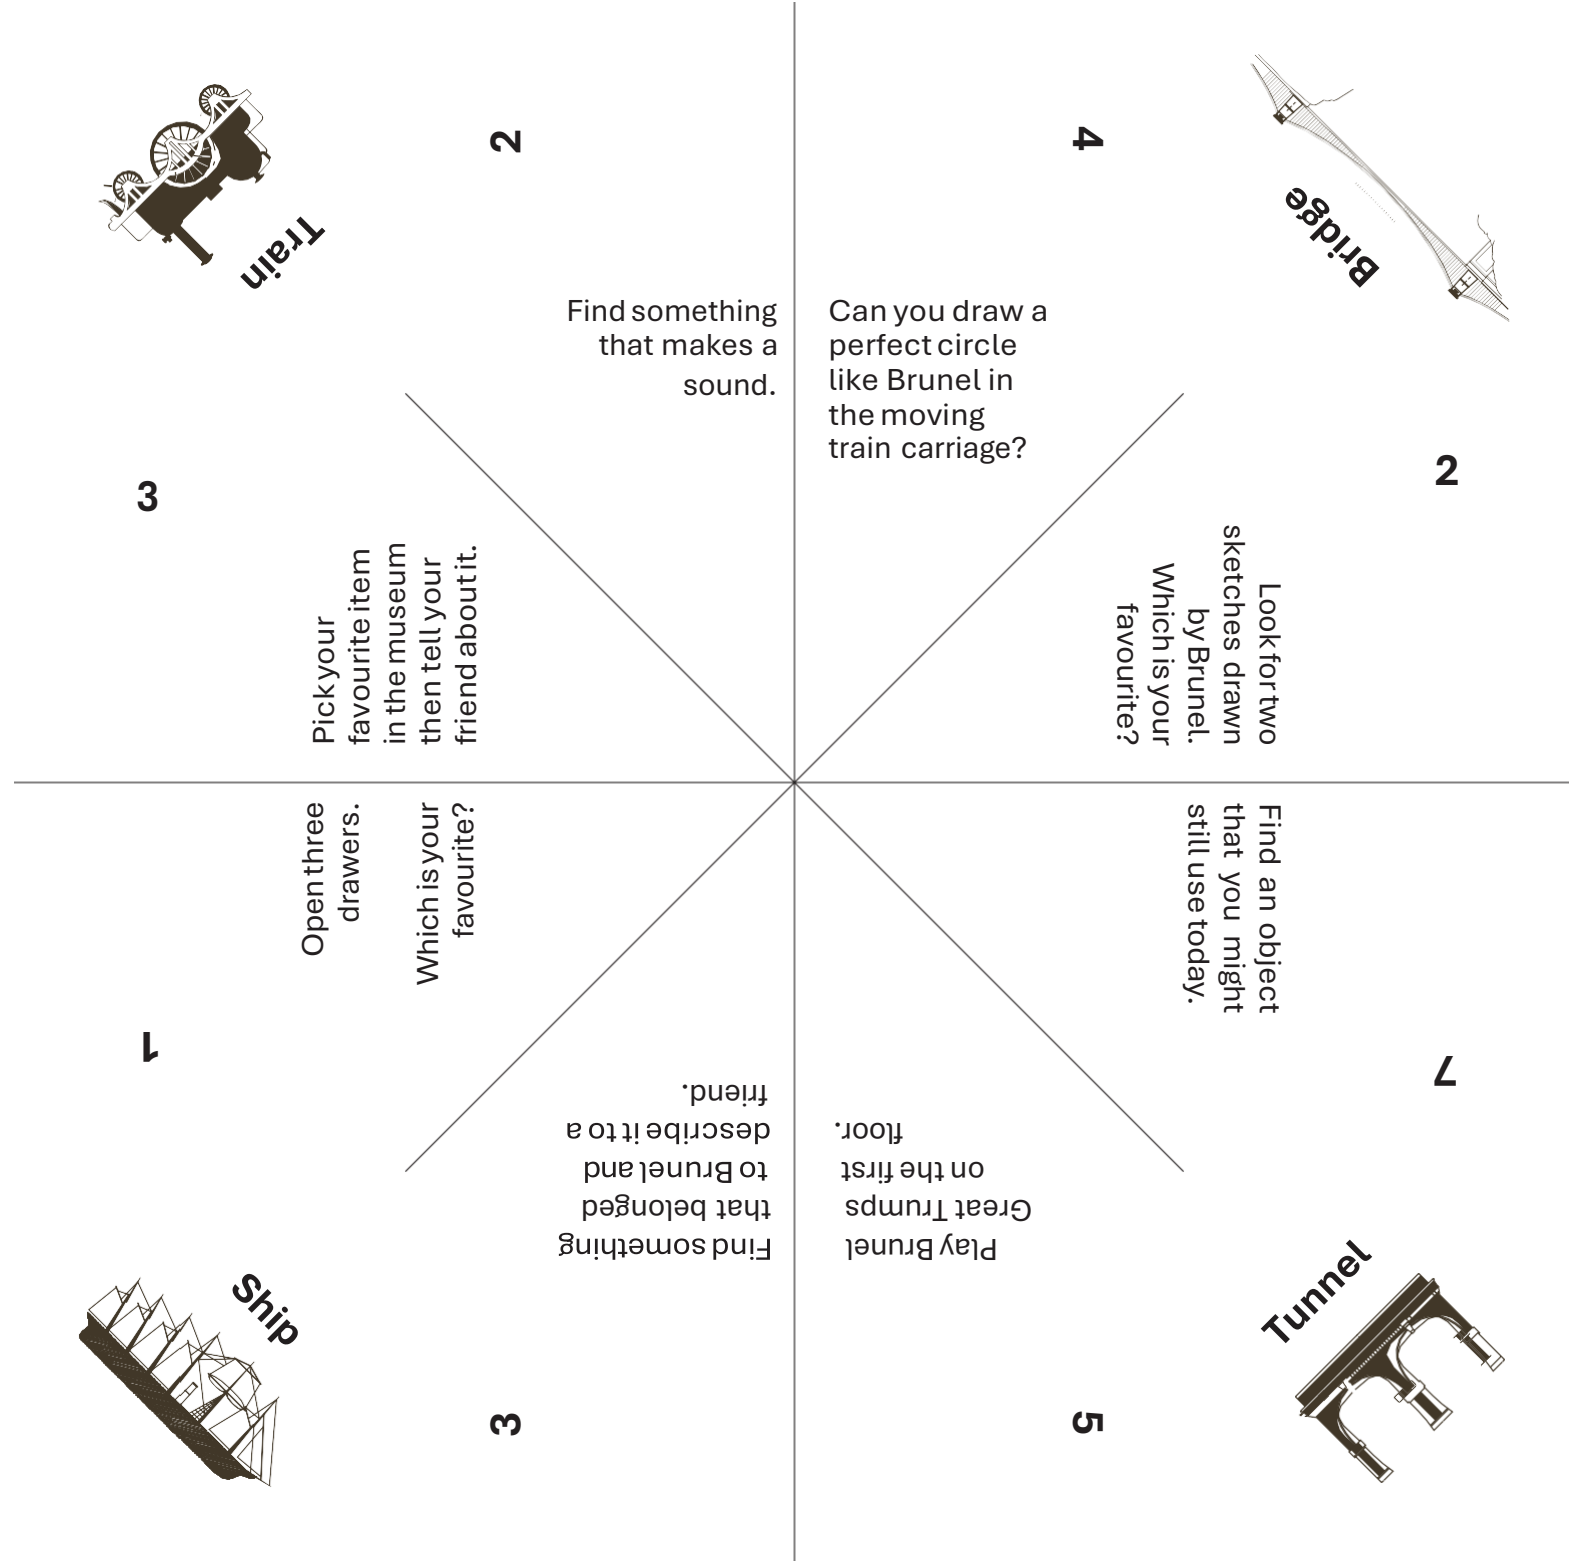 Train
2
4
Bridge
Find something
that makes a
sound.
Can you draw a
perfect circle
like Brunel in
the moving
train carriage?
3
2
Pick your
favourite item
in the museum
then tell your
friend about it.
Look for two
sketches drawn
by Brunel.
Which is your
favourite?
Open three
drawers.
Which is your
favourite?
Find an object
that you might
still use today.
1
7
Find something
that belonged
to Brunel and
describe it to a
friend.
Play Brunel
Great Trumps
on the first
floor.
Ship
3
5
Tunnel